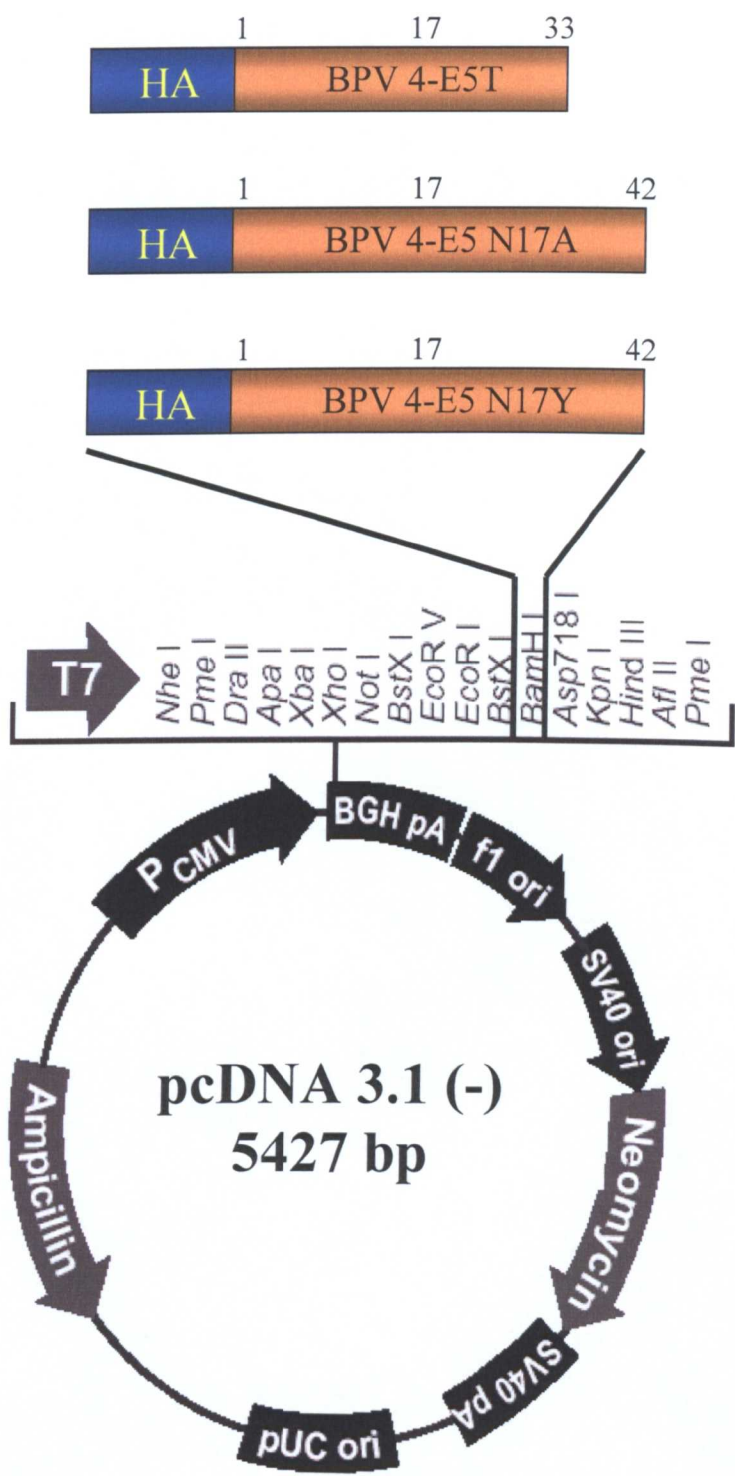 1 17 33
HA BPV 4-E5T
1 17 42
HA BPV 4-E5 N17A
1 17 42
HA BPV 4-E5 N17Y
T7
Nhe I
Pme I
Dra II
Apa I
Xba I
Xho I
Not I
BstX I
EcoR V
EcoR I
BstX I
BamH I
Asp718 I
Kpn I
Hind III
Afl II
Pme I
P CMV
BGH pA
f1 ori
SV40 ori
Neomycin
SV40 pA
pUC ori
Ampicillin
pcDNA 3.1 (-)
5427 bp